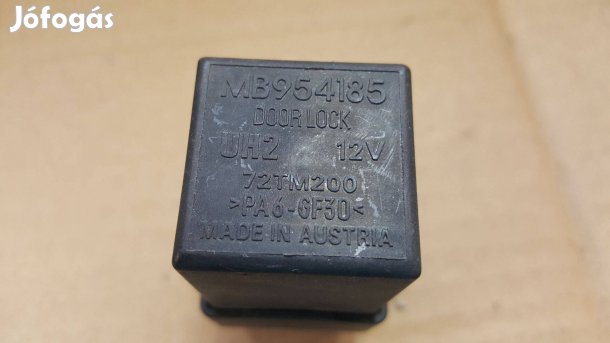 Jófogás
MB954185
DOOR LOCK
UH2 12V
72TM200
>PA6-GF30<
MADE IN AUSTRIA